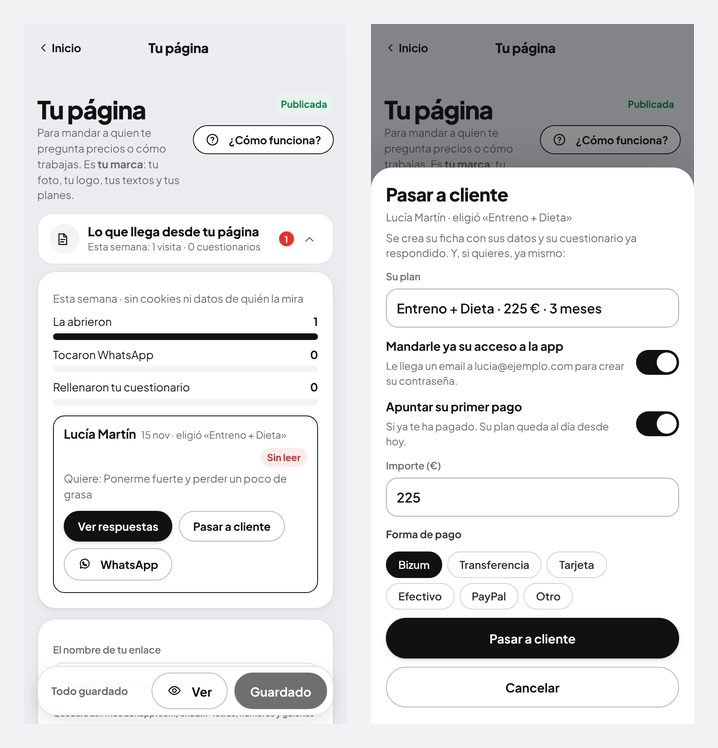 Inicio
Tu página
Tu página
Publicada
Para mandar a quien te
pregunta precios o cómo
trabajas. Es tu marca: tu
foto, tu logo, tus textos y tus
planes.
¿Cómo funciona?
Lo que llega desde tu página
Esta semana: 1 visita · 0 cuestionarios
1
Esta semana · sin cookies ni datos de quién la mira
La abrieron 1
Tocaron WhatsApp 0
Rellenaron tu cuestionario 0
Lucía Martín 15 nov · eligió «Entreno + Dieta»
Sin leer
Quiere: Ponerme fuerte y perder un poco de
grasa
Ver respuestas
Pasar a cliente
WhatsApp
El nombre de tu enlace
Todo guardado
Ver
Guardado
Inicio
Tu página
Tu página
Publicada
Para mandar a quien te
pregunta precios o cómo
trabajas. Es tu marca: tu
¿Cómo funciona?
Pasar a cliente
Lucía Martín · eligió «Entreno + Dieta»
Se crea su ficha con sus datos y su cuestionario ya
respondido. Y, si quieres, ya mismo:
Su plan
Entreno + Dieta · 225 € · 3 meses
Mandarle ya su acceso a la app
Le llega un email a lucia@ejemplo.com para crear
su contraseña.
Apuntar su primer pago
Si ya te ha pagado. Su plan queda al día desde
hoy.
Importe (€)
225
Forma de pago
Bizum
Transferencia
Tarjeta
Efectivo
PayPal
Otro
Pasar a cliente
Cancelar